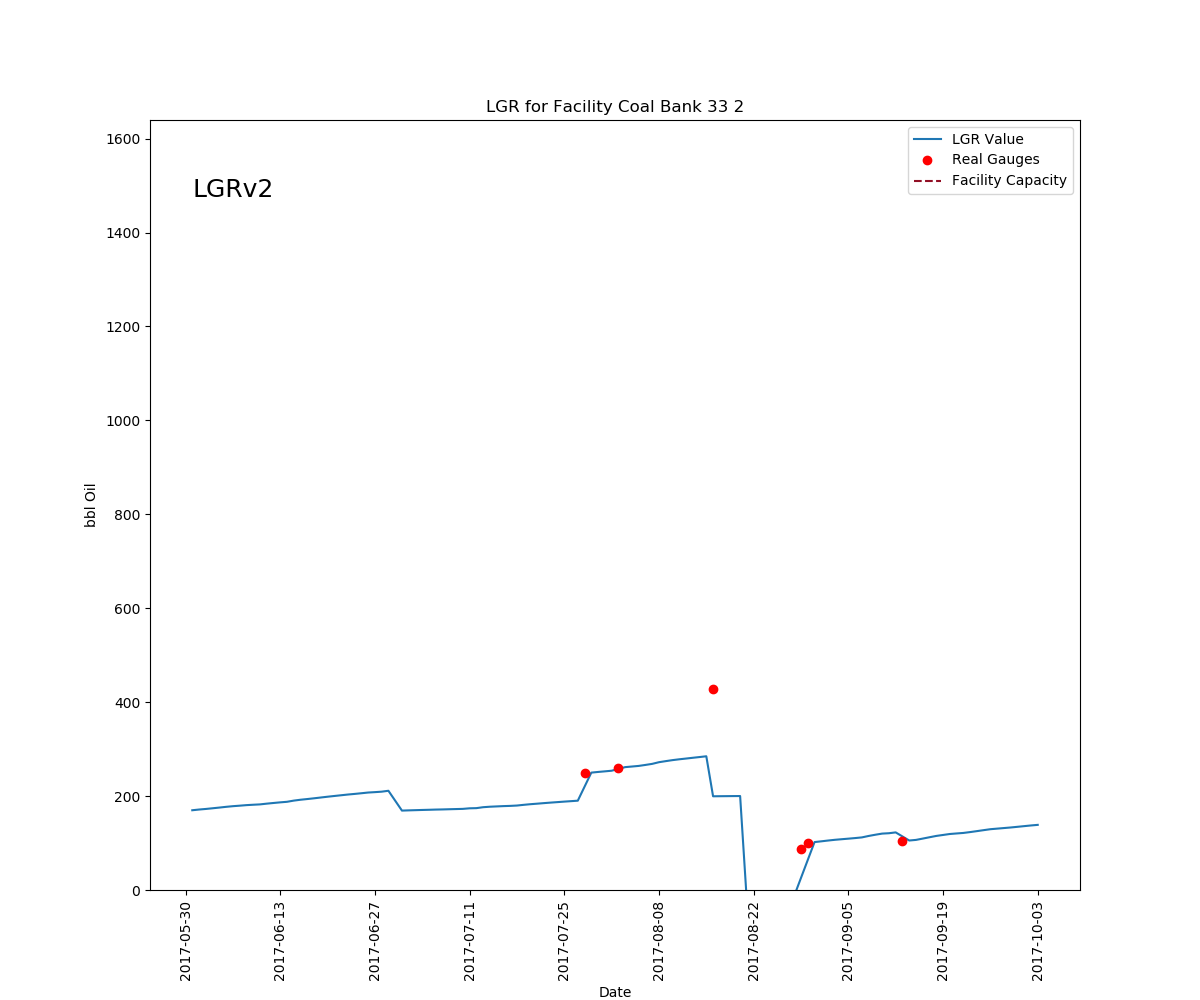 LGR for Facility Coal Bank 33 2
LGRv2
LGR Value
Real Gauges
Facility Capacity
bbl Oil
1600
1400
1200
1000
800
600
400
200
0
2017-05-30
2017-06-13
2017-06-27
2017-07-11
2017-07-25
2017-08-08
2017-08-22
2017-09-05
2017-09-19
2017-10-03
Date